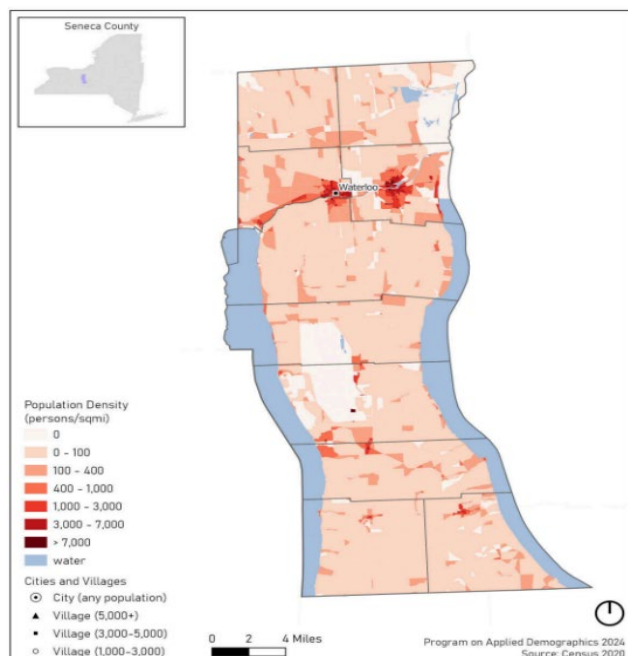 Seneca County
Waterloo
Population Density
(persons/sqmi)
0
0 - 100
100 - 400
400 - 1,000
1,000 - 3,000
3,000 - 7,000
> 7,000
water
Cities and Villages
City (any population)
Village (5,000+)
Village (3,000-5,000)
Village (1,000-3,000)
0 2 4 Miles
Program on Applied Demographics 2024
Source: Census 2020